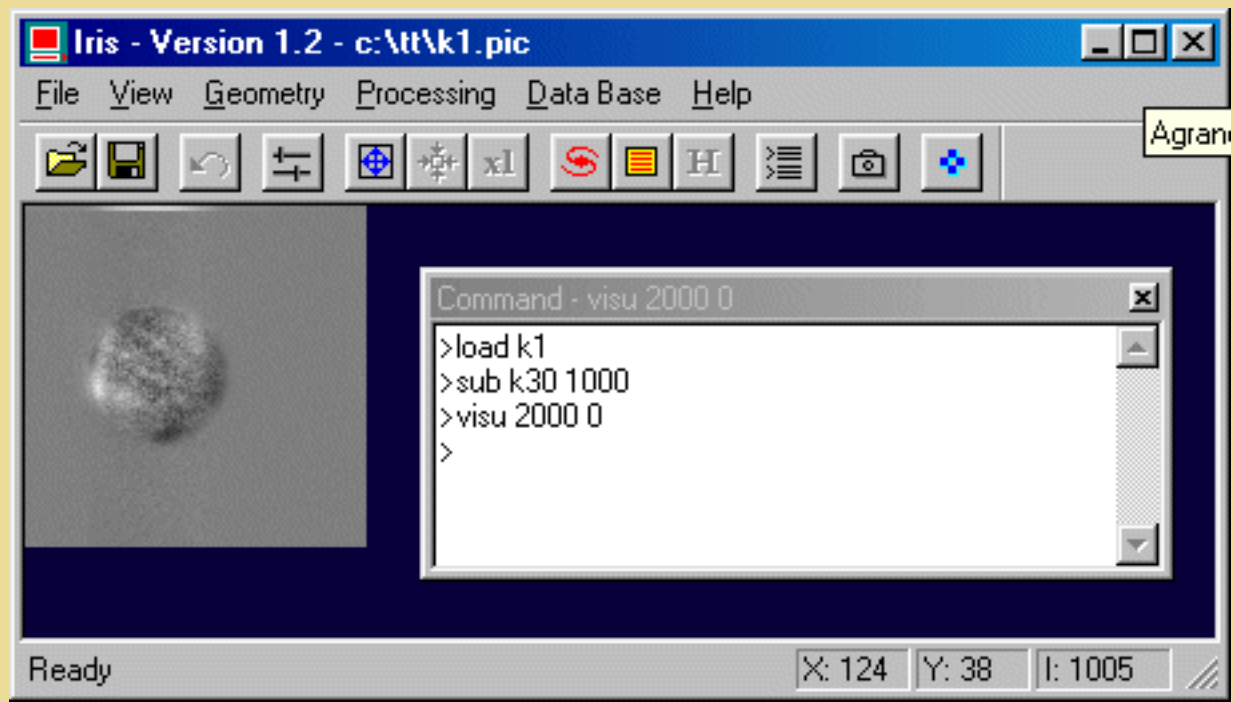 Iris - Version 1.2 - c:\tt\k1.pic
File View Geometry Processing Data Base Help
Agran
x1 H
Command - visu 2000 0
>load k1
>sub k30 1000
>visu 2000 0
>
Ready X: 124 Y: 38 I: 1005